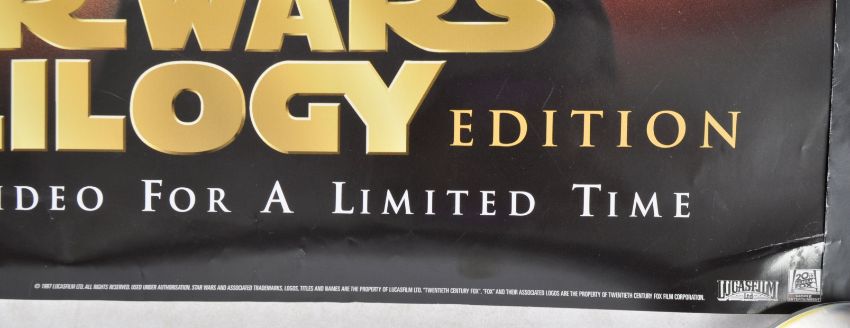 R WARS
ILOGY EDITION
IDEO FOR A LIMITED TIME
© 1997 LUCASFILM LTD. ALL RIGHTS RESERVED. USED UNDER AUTHORISATION. STAR WARS AND ASSOCIATED TRADEMARKS, LOGOS, TITLES AND NAMES ARE THE PROPERTY OF LUCASFILM LTD. "TWENTIETH CENTURY FOX", "FOX" AND THEIR ASSOCIATED LOGOS ARE THE PROPERTY OF TWENTIETH CENTURY FOX FILM CORPORATION.
LUCASFILM LTD